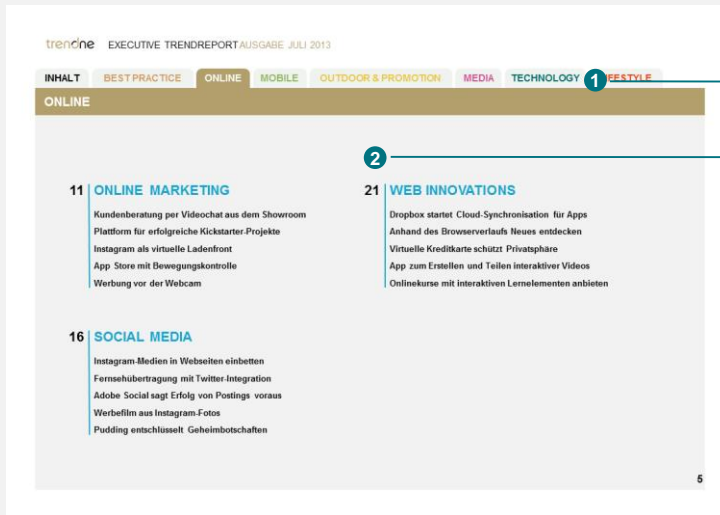 trendone EXECUTIVE TRENDREPORT AUSGABE JULI 2013
INHALT BEST PRACTICE ONLINE MOBILE OUTDOOR & PROMOTION MEDIA TECHNOLOGY 1 FESTYLE
ONLINE
2
11 ONLINE MARKETING
Kundenberatung per Videochat aus dem Showroom
Plattform für erfolgreiche Kickstarter-Projekte
Instagram als virtuelle Ladenfront
App Store mit Bewegungskontrolle
Werbung vor der Webcam
21 WEB INNOVATIONS
Dropbox startet Cloud-Synchronisation für Apps
Anhand des Browserverlaufs Neues entdecken
Virtuelle Kreditkarte schützt Privatsphäre
App zum Erstellen und Teilen interaktiver Videos
Onlinekurse mit interaktiven Lernelementen anbieten
16 SOCIAL MEDIA
Instagram-Medien in Webseiten einbetten
Fernsehübertragung mit Twitter-Integration
Adobe Social sagt Erfolg von Postings voraus
Werbefilm aus Instagram-Fotos
Pudding entschlüsselt Geheimbotschaften
5